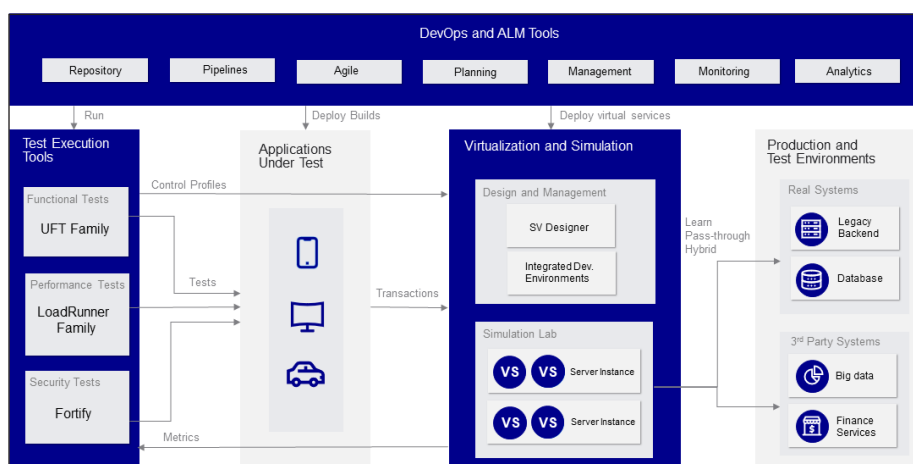 DevOps and ALM Tools
Repository
Pipelines
Agile
Planning
Management
Monitoring
Analytics
Run
Deploy Builds
Deploy virtual services
Test Execution
Tools
Functional Tests
UFT Family
Performance Tests
LoadRunner
Family
Security Tests
Fortify
Control Profiles
Tests
Metrics
Applications
Under Test
Transactions
Virtualization and Simulation
Design and Management
SV Designer
Integrated Dev.
Environments
Simulation Lab
VS VS Server Instance
VS VS Server Instance
Learn
Pass-through
Hybrid
Production and
Test Environments
Real Systems
Legacy
Backend
Database
3rd Party Systems
Big data
$ Finance
Services